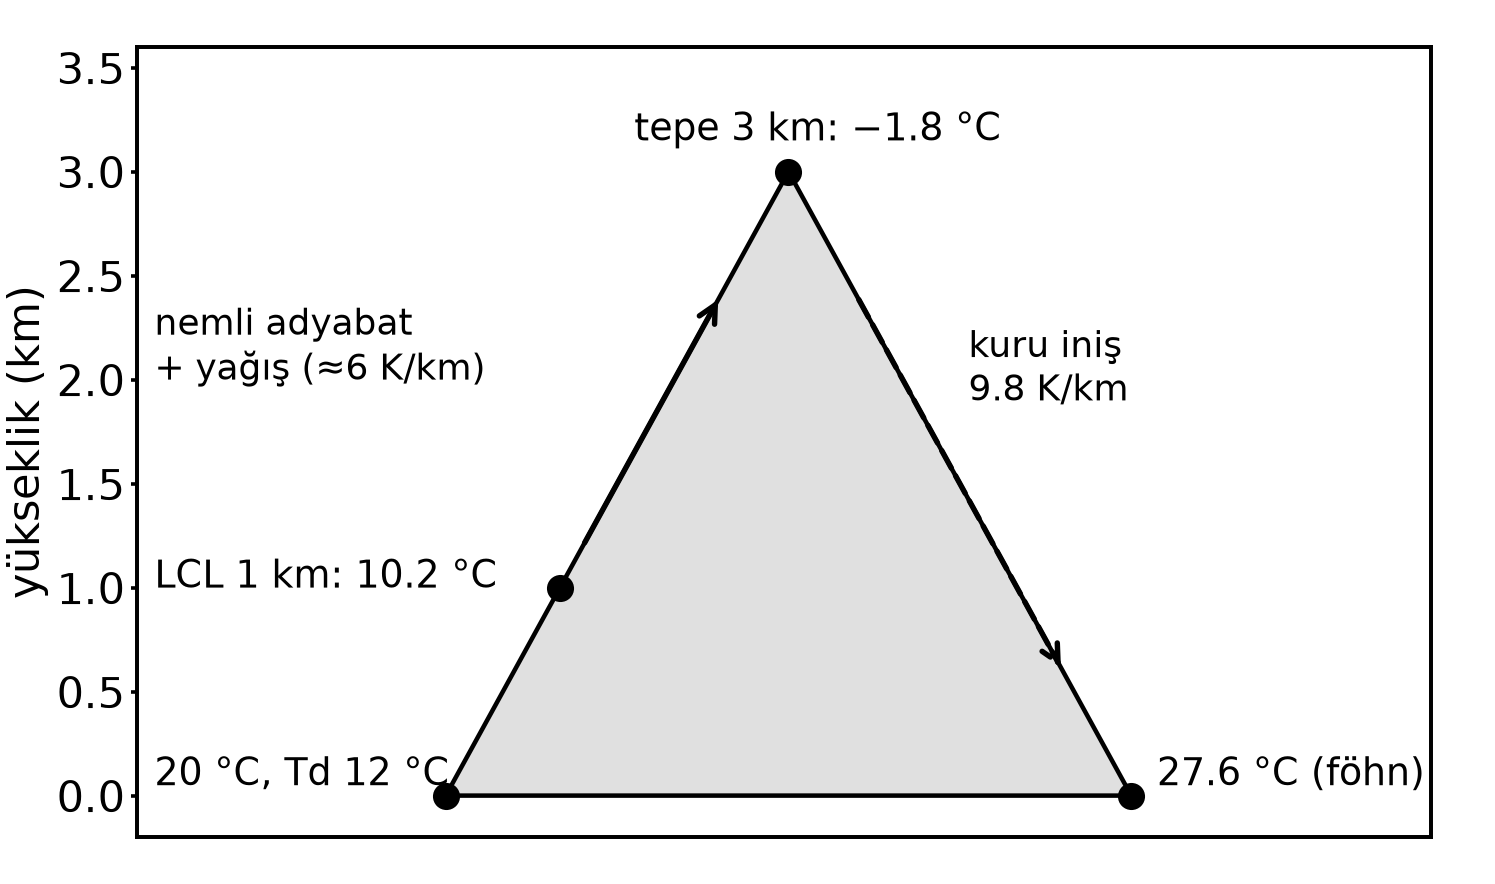 tepe 3 km: −1.8 °C
nemli adyabat
+ yağış (≈6 K/km)
kuru iniş
9.8 K/km
LCL 1 km: 10.2 °C
20 °C, Td 12 °C
27.6 °C (föhn)
yükseklik (km)
3.5
3.0
2.5
2.0
1.5
1.0
0.5
0.0